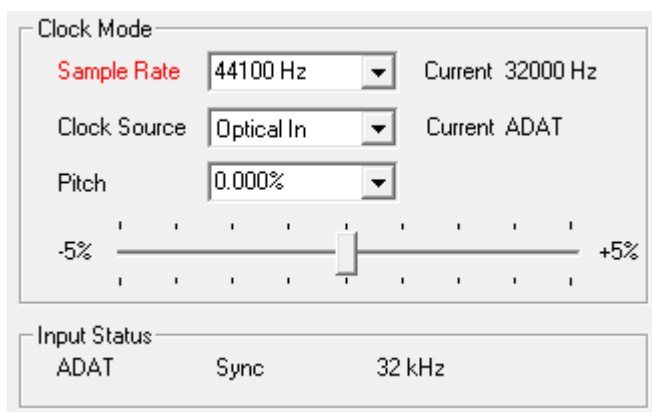 Clock Mode
Sample Rate 44100 Hz Current 32000 Hz
Clock Source Optical In Current ADAT
Pitch 0.000%
-5% +5%
Input Status
ADAT Sync 32 kHz